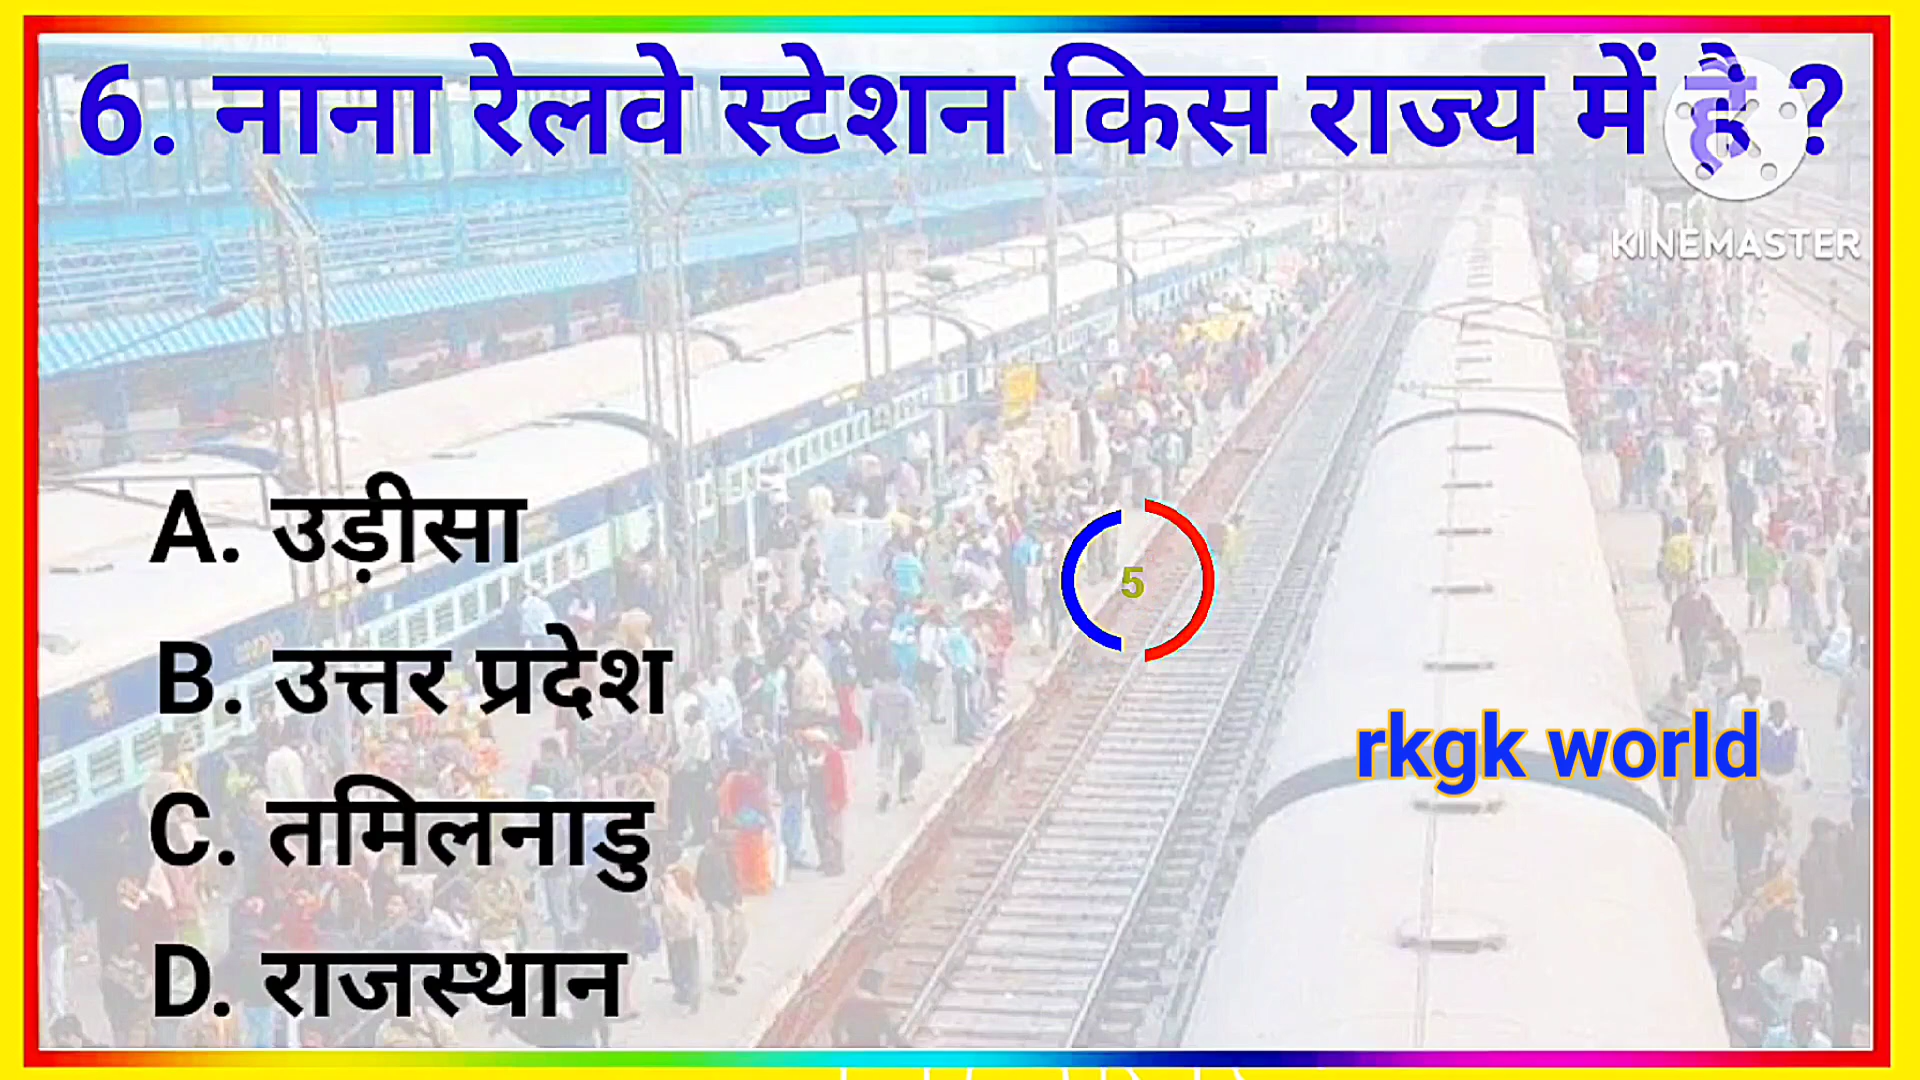 6. नाना रेलवे स्टेशन किस राज्य में है ?
KINEMASTER
A. उड़ीसा
5
B. उत्तर प्रदेश
rkgk world
C. तमिलनाडु
D. राजस्थान